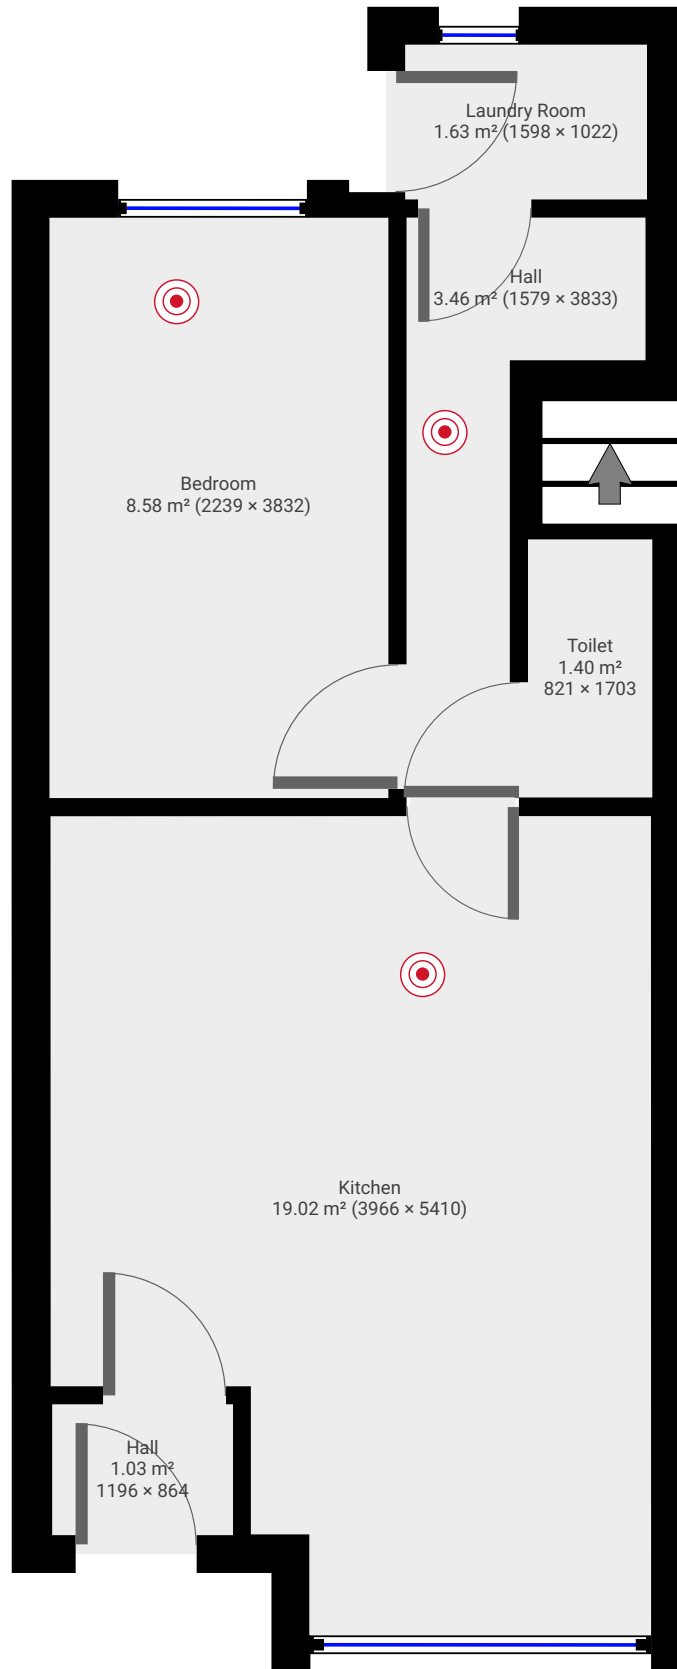 Laundry Room
1.63 m² (1598 × 1022)
Hall
3.46 m² (1579 × 3833)
Bedroom
8.58 m² (2239 × 3832)
Toilet
1.40 m²
821 × 1703
Kitchen
19.02 m² (3966 × 5410)
Hall
1.03 m²
1196 × 864